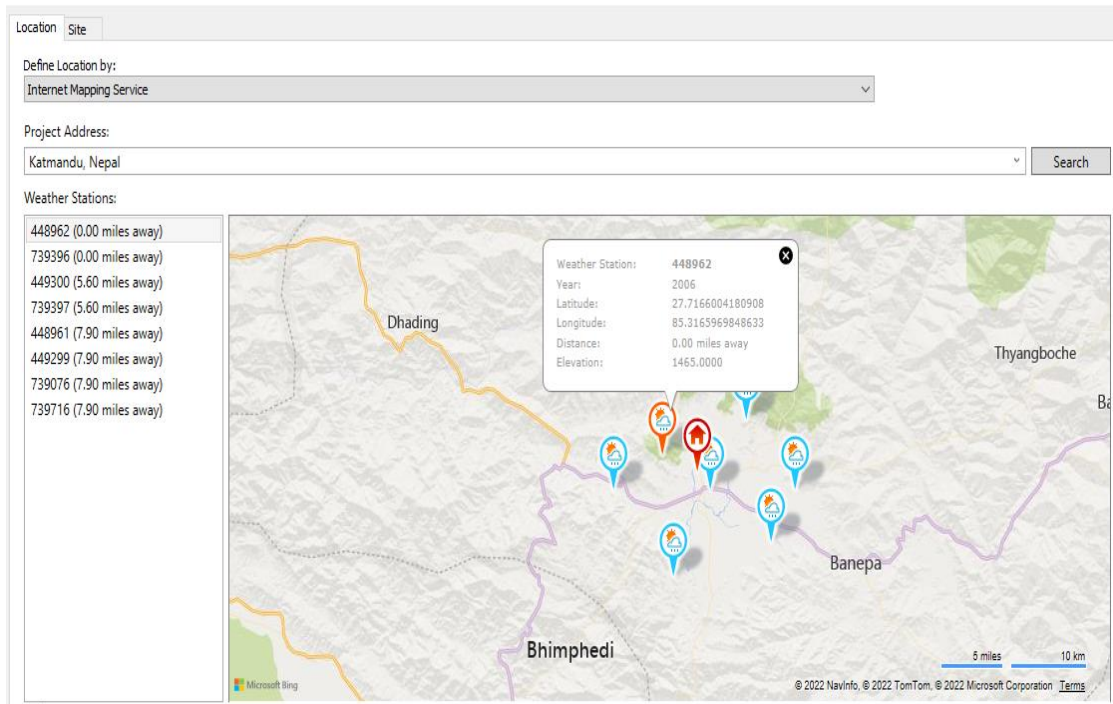 Location Site
Define Location by:
Internet Mapping Service
Project Address:
Katmandu, Nepal
Search
Weather Stations:
448962 (0.00 miles away)
739396 (0.00 miles away)
449300 (5.60 miles away)
739397 (5.60 miles away)
448961 (7.90 miles away)
449299 (7.90 miles away)
739076 (7.90 miles away)
739716 (7.90 miles away)
Weather Station: 448962
Year: 2006
Latitude: 27.7166004180908
Longitude: 85.3165969848633
Distance: 0.00 miles away
Elevation: 1465.0000
Dhading
Thyangboche
Ba
Banepa
Bhimphedi
5 miles 10 km
Microsoft Bing
© 2022 NavInfo, © 2022 TomTom, © 2022 Microsoft Corporation Terms